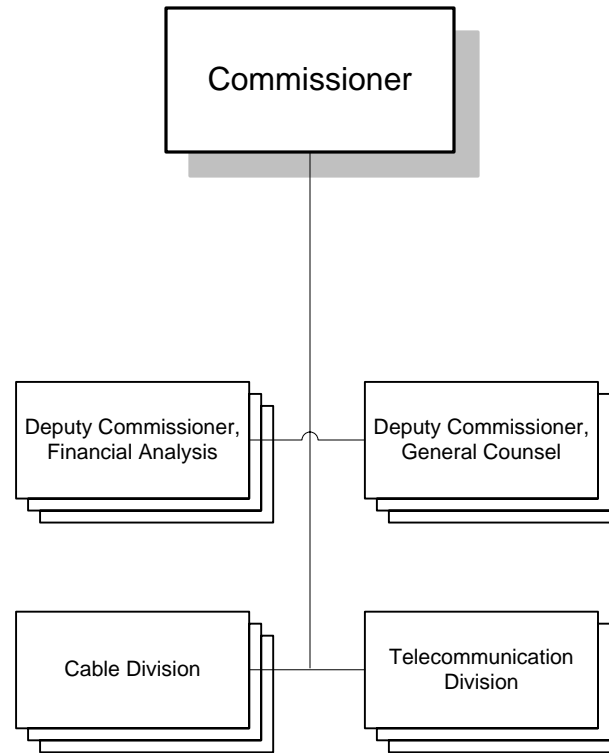 Commissioner
Deputy Commissioner,
Financial Analysis
Deputy Commissioner,
General Counsel
Cable Division
Telecommunication
Division